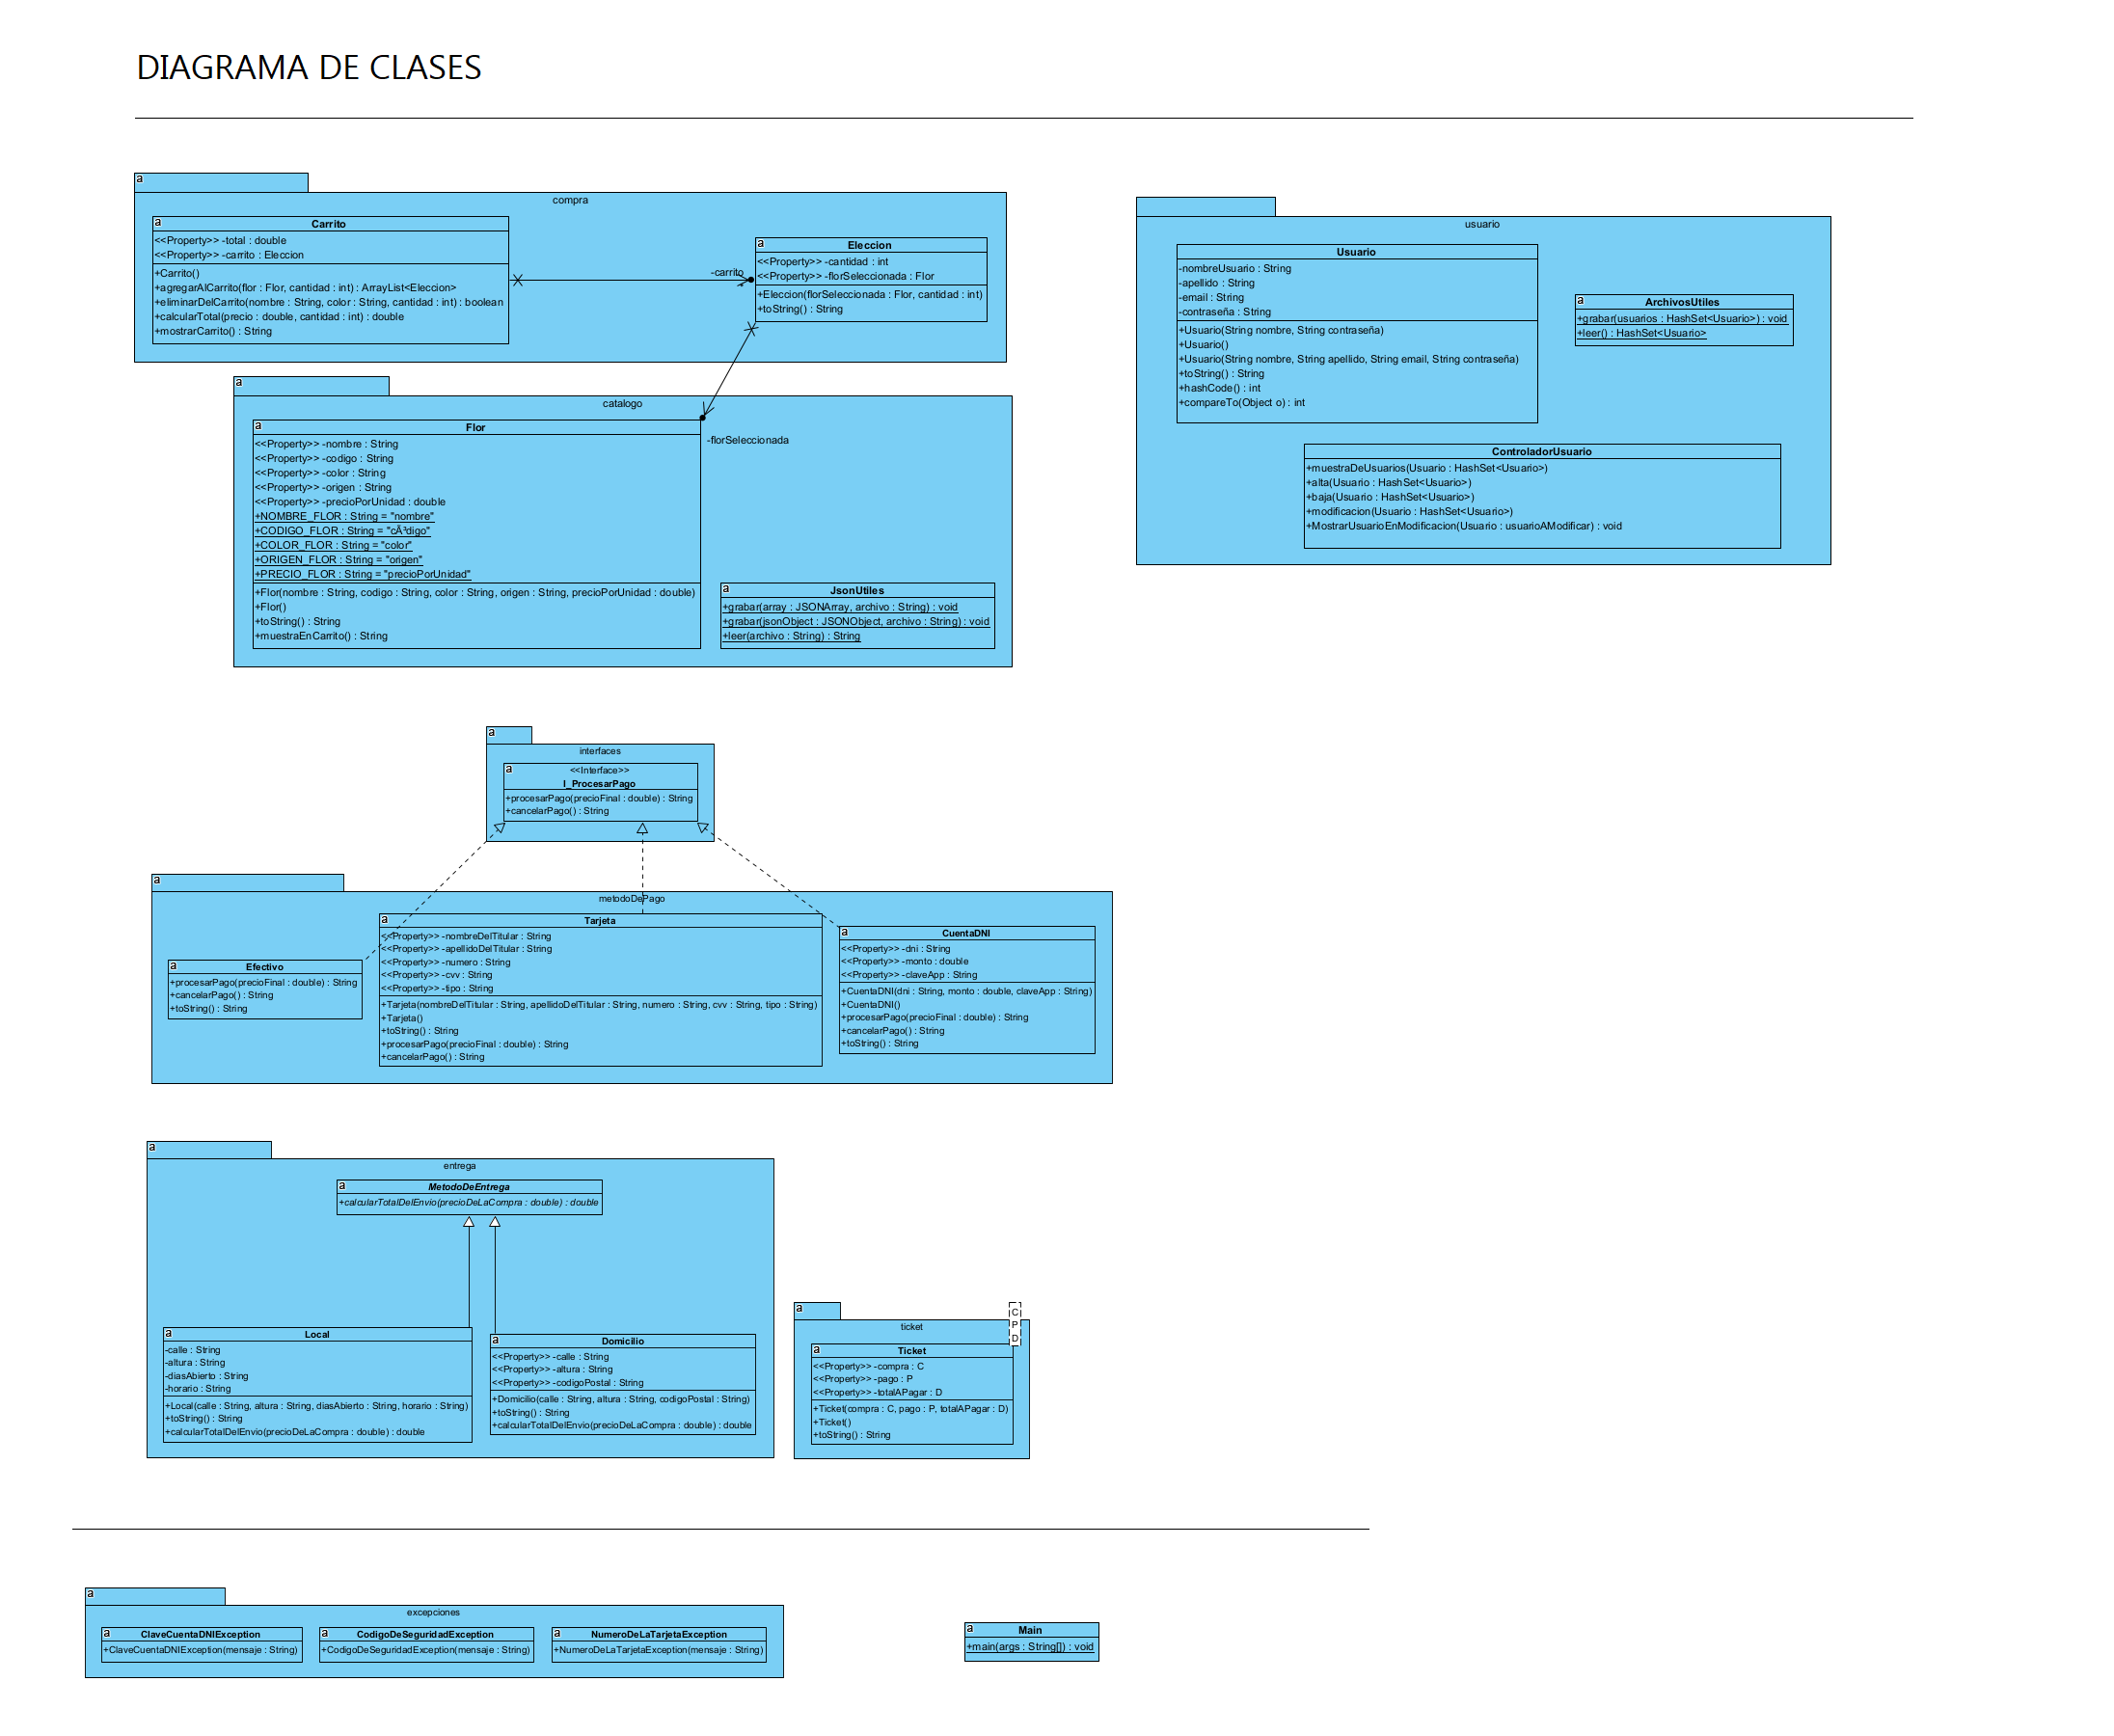 DIAGRAMA DE CLASES
a
compra
a
Carrito
<<Property>> -total : double
<<Property>> -carrito : Eleccion
+Carrito()
+agregarAlCarrito(flor : Flor, cantidad : int) : ArrayList<Eleccion>
+eliminarDelCarrito(nombre : String, color : String, cantidad : int) : boolean
+calcularTotal(precio : double, cantidad : int) : double
+mostrarCarrito() : String
-carrito
a
Eleccion
<<Property>> -cantidad : int
<<Property>> -florSeleccionada : Flor
+Eleccion(florSeleccionada : Flor, cantidad : int)
+toString() : String
a
catalogo
a
Flor
<<Property>> -nombre : String
<<Property>> -codigo : String
<<Property>> -color : String
<<Property>> -origen : String
<<Property>> -precioPorUnidad : double
+NOMBRE_FLOR : String = "nombre"
+CODIGO_FLOR : String = "cÃ³digo"
+COLOR_FLOR : String = "color"
+ORIGEN_FLOR : String = "origen"
+PRECIO_FLOR : String = "precioPorUnidad"
+Flor(nombre : String, codigo : String, color : String, origen : String, precioPorUnidad : double)
+Flor()
+toString() : String
+muestraEnCarrito() : String
-florSeleccionada
a
JsonUtiles
+grabar(array : JSONArray, archivo : String) : void
+grabar(jsonObject : JSONObject, archivo : String) : void
+leer(archivo : String) : String
usuario
Usuario
-nombreUsuario : String
-apellido : String
-email : String
-contraseña : String
+Usuario(String nombre, String contraseña)
+Usuario()
+Usuario(String nombre, String apellido, String email, String contraseña)
+toString() : String
+hashCode() : int
+compareTo(Object o) : int
a
ArchivosUtiles
+grabar(usuarios : HashSet<Usuario>) : void
+leer() : HashSet<Usuario>
ControladorUsuario
+muestraDeUsuarios(Usuario : HashSet<Usuario>)
+alta(Usuario : HashSet<Usuario>)
+baja(Usuario : HashSet<Usuario>)
+modificacion(Usuario : HashSet<Usuario>)
+MostrarUsuarioEnModificacion(Usuario : usuarioAModificar) : void
a
interfaces
a
<<Interface>>
I_ProcesarPago
+procesarPago(precioFinal : double) : String
+cancelarPago() : String
a
metodoDePago
a
Efectivo
+procesarPago(precioFinal : double) : String
+cancelarPago() : String
+toString() : String
a
Tarjeta
<<Property>> -nombreDelTitular : String
<<Property>> -apellidoDelTitular : String
<<Property>> -numero : String
<<Property>> -cvv : String
<<Property>> -tipo : String
+Tarjeta(nombreDelTitular : String, apellidoDelTitular : String, numero : String, cvv : String, tipo : String)
+Tarjeta()
+toString() : String
+procesarPago(precioFinal : double) : String
+cancelarPago() : String
a
CuentaDNI
<<Property>> -dni : String
<<Property>> -monto : double
<<Property>> -claveApp : String
+CuentaDNI(dni : String, monto : double, claveApp : String)
+CuentaDNI()
+procesarPago(precioFinal : double) : String
+cancelarPago() : String
+toString() : String
a
entrega
a
MetodoDeEntrega
+calcularTotalDelEnvio(precioDeLaCompra : double) : double
a
Local
-calle : String
-altura : String
-diasAbierto : String
-horario : String
+Local(calle : String, altura : String, diasAbierto : String, horario : String)
+toString() : String
+calcularTotalDelEnvio(precioDeLaCompra : double) : double
a
Domicilio
<<Property>> -calle : String
<<Property>> -altura : String
<<Property>> -codigoPostal : String
+Domicilio(calle : String, altura : String, codigoPostal : String)
+toString() : String
+calcularTotalDelEnvio(precioDeLaCompra : double) : double
a
ticket
C
P
D
a
Ticket
<<Property>> -compra : C
<<Property>> -pago : P
<<Property>> -totalAPagar : D
+Ticket(compra : C, pago : P, totalAPagar : D)
+Ticket()
+toString() : String
a
excepciones
a
ClaveCuentaDNIException
+ClaveCuentaDNIException(mensaje : String)
a
CodigoDeSeguridadException
+CodigoDeSeguridadException(mensaje : String)
a
NumeroDeLaTarjetaException
+NumeroDeLaTarjetaException(mensaje : String)
a
Main
+main(args : String[]) : void